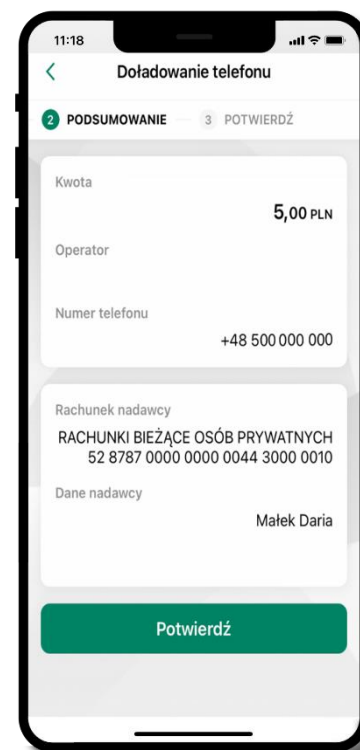 11:18
Doładowanie telefonu
2 PODSUMOWANIE 3 POTWIERDŹ
Kwota
5,00 PLN
Operator
Numer telefonu
+48 500 000 000
Rachunek nadawcy
RACHUNKI BIEŻĄCE OSÓB PRYWATNYCH
52 8787 0000 0000 0044 3000 0010
Dane nadawcy
Małek Daria
Potwierdź